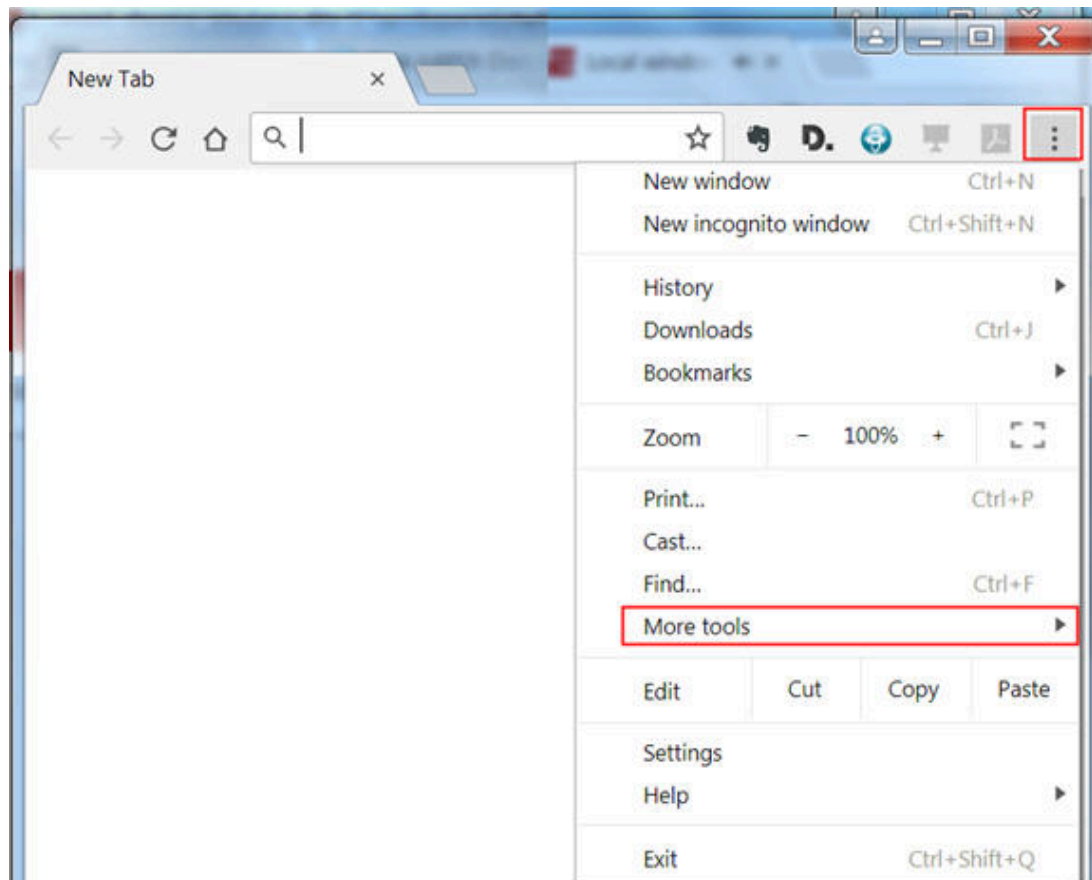 New Tab
New window Ctrl+N
New incognito window Ctrl+Shift+N
History
Downloads Ctrl+J
Bookmarks
Zoom − 100% +
Print... Ctrl+P
Cast...
Find... Ctrl+F
More tools
Edit Cut Copy Paste
Settings
Help
Exit Ctrl+Shift+Q